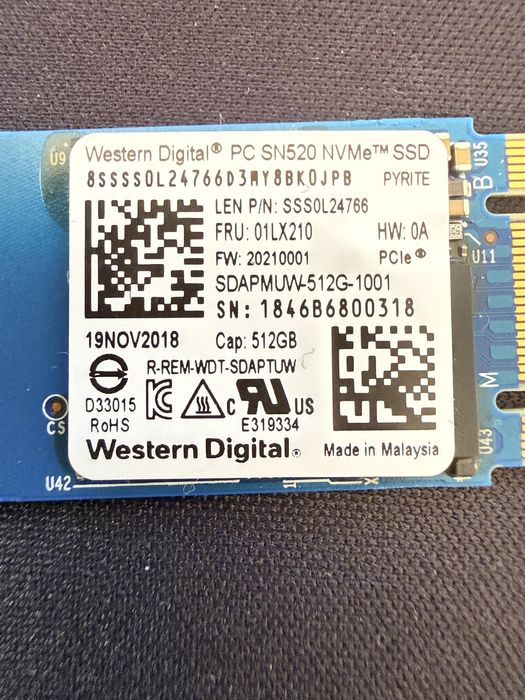 Western Digital® PC SN520 NVMe™ SSD
8SSSS0L24766D3WY8BK0JPB PYRITE
LEN P/N: SSS0L24766
FRU: 01LX210 HW: 0A
FW: 20210001 PCIe®
SDAPMUW-512G-1001
SN: 1846B6800318
19NOV2018 Cap: 512GB
R-REM-WDT-SDAPTUW
D33015
RoHS
C US
E319334
Western Digital® Made in Malaysia
U9
U35
B
U11
M
U43
CS
U42